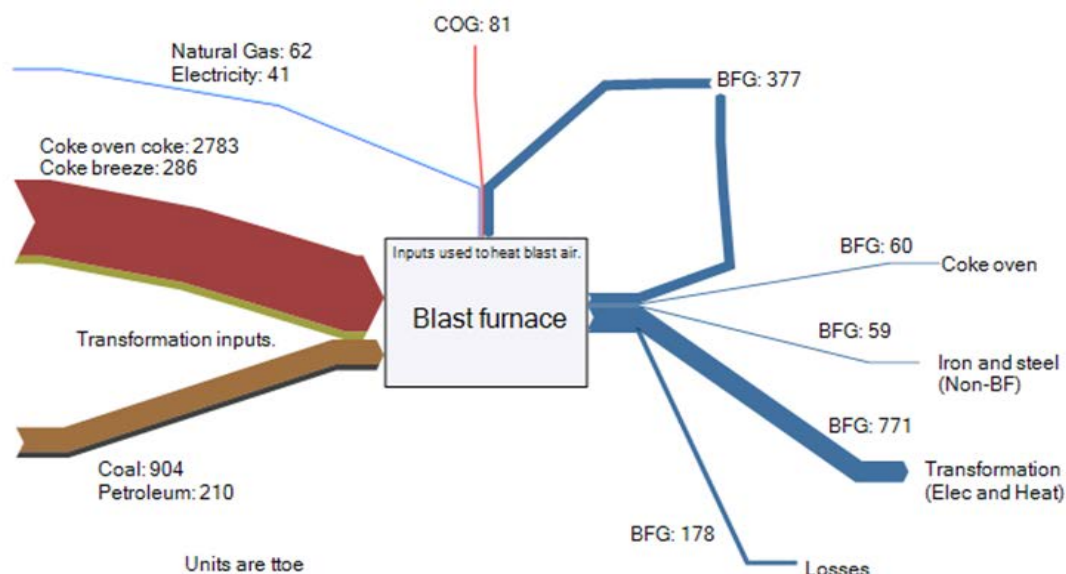 COG: 81
Natural Gas: 62
Electricity: 41
BFG: 377
Coke oven coke: 2783
Coke breeze: 286
Inputs used to heat blast air.
BFG: 60
Coke oven
Blast furnace
BFG: 59
Transformation inputs.
Iron and steel
(Non-BF)
BFG: 771
Coal: 904
Petroleum: 210
Transformation
(Elec and Heat)
BFG: 178
Units are ttoe
Losses